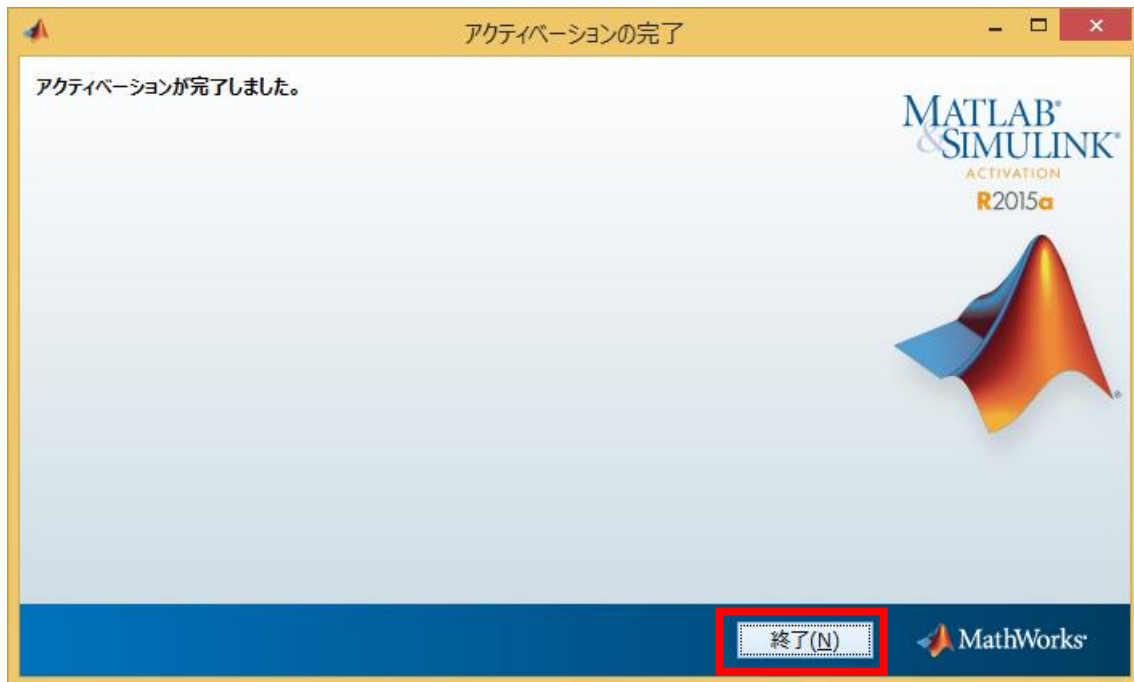 アクティベーションの完了
アクティベーションが完了しました。
MATLAB®
&SIMULINK®
ACTIVATION
R2015a
®
終了(N)
MathWorks®